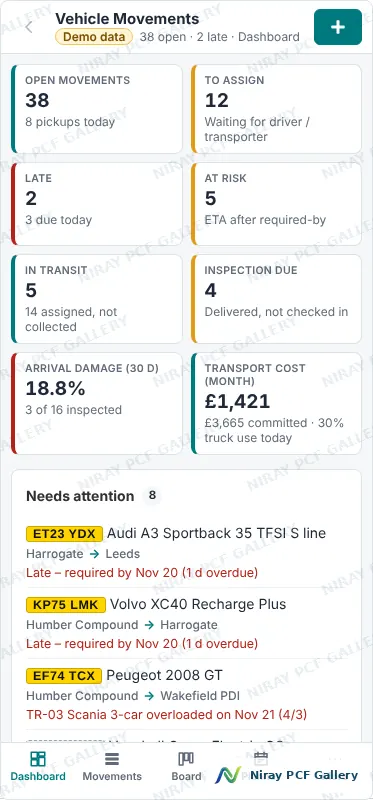 Vehicle Movements
Demo data 38 open · 2 late · Dashboard
OPEN MOVEMENTS
38
8 pickups today
TO ASSIGN
12
Waiting for driver /
transporter
LATE
2
3 due today
AT RISK
5
ETA after required-by
IN TRANSIT
5
14 assigned, not
collected
INSPECTION DUE
4
Delivered, not checked in
ARRIVAL DAMAGE (30 D)
18.8%
3 of 16 inspected
TRANSPORT COST
(MONTH)
£1,421
£3,665 committed · 30%
truck use today
Needs attention 8
ET23 YDX Audi A3 Sportback 35 TFSI S line
Harrogate → Leeds
Late – required by Nov 20 (1 d overdue)
KP75 LMK Volvo XC40 Recharge Plus
Humber Compound → Harrogate
Late – required by Nov 20 (1 d overdue)
EF74 TCX Peugeot 2008 GT
Humber Compound → Wakefield PDI
TR-03 Scania 3-car overloaded on Nov 21 (4/3)
Dashboard
Movements
Board
Niray PCF Gallery
NIRAY PCF GALLERY